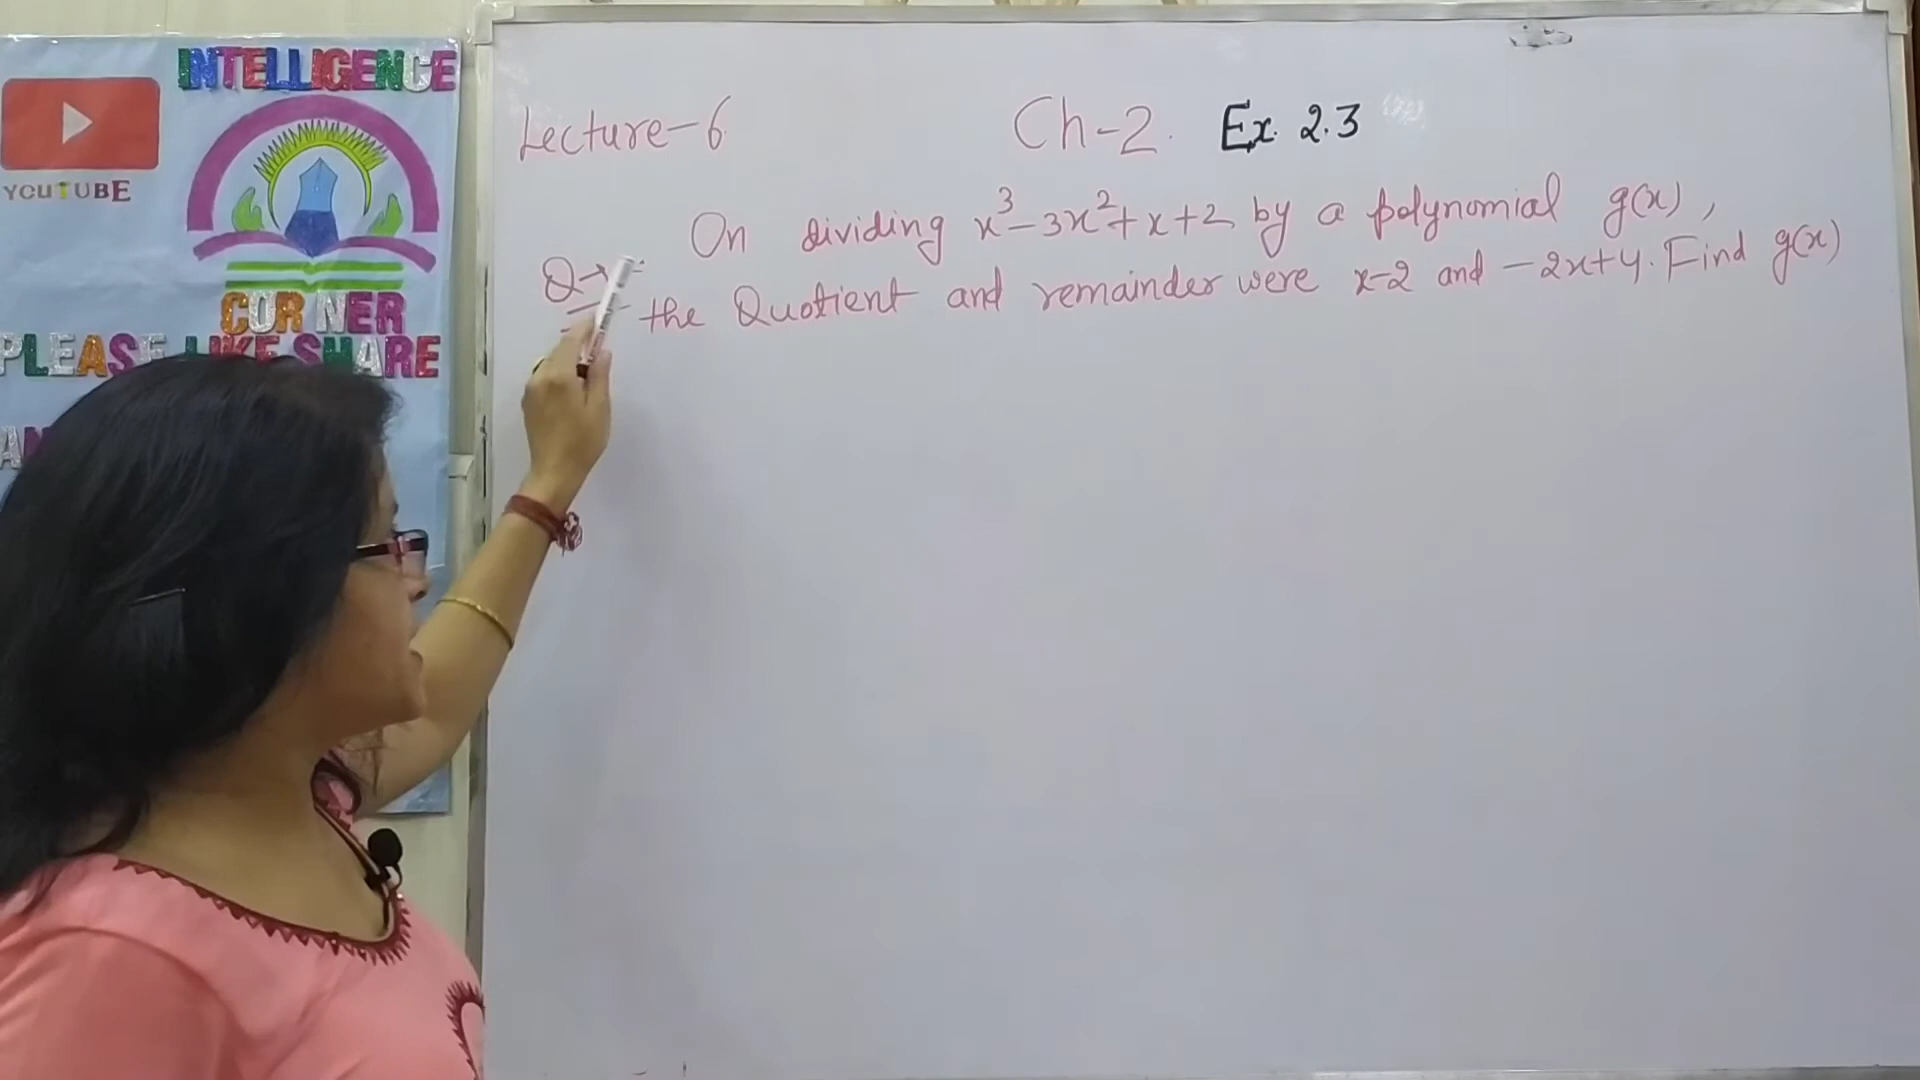 INTELLIGENCE
YOUTUBE
CORNER
PLEASE LIKE SHARE
Lecture-6
Ch-2. Ex. 2.3
On dividing x³-3x²+x+2 by a polynomial g(x),
the Quotient and remainder were x-2 and -2x+4. Find g(x)